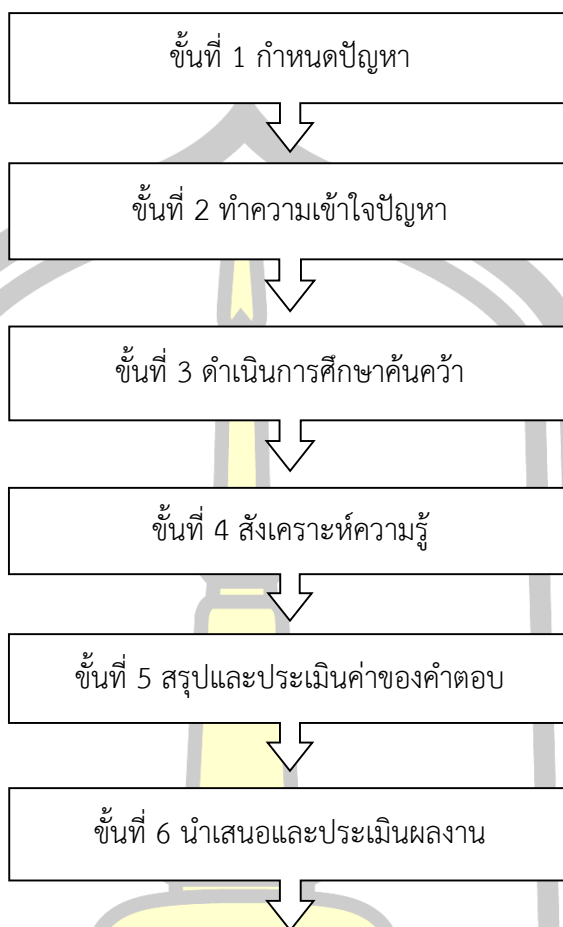 ขั้นที่ 1 กำหนดปัญหา
ขั้นที่ 2 ทำความเข้าใจปัญหา
ขั้นที่ 3 ดำเนินการศึกษาค้นคว้า
ขั้นที่ 4 สังเคราะห์ความรู้
ขั้นที่ 5 สรุปและประเมินค่าของคำตอบ
ขั้นที่ 6 นำเสนอและประเมินผลงาน